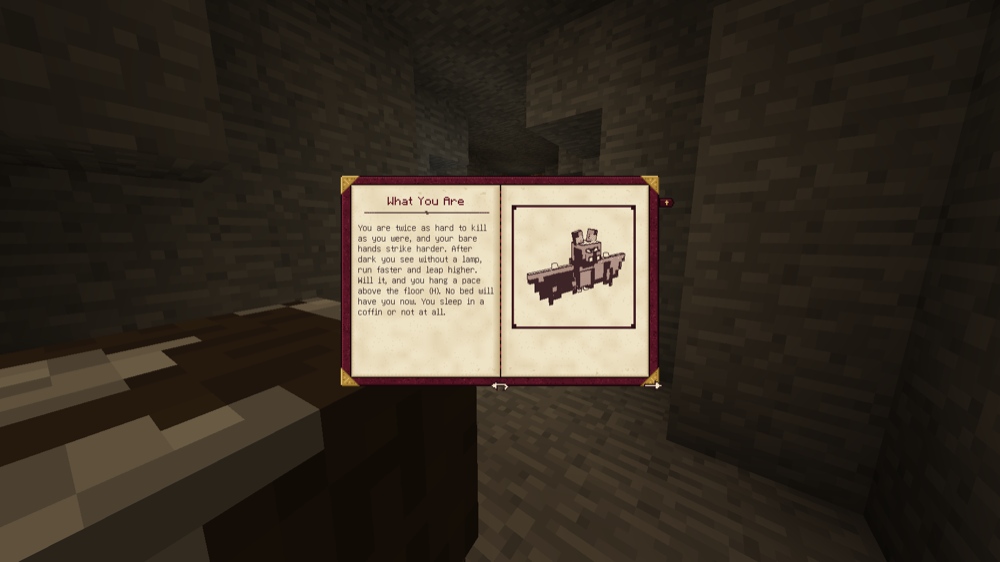 What You Are
You are twice as hard to kill
as you were, and your bare
hands strike harder. After
dark you see without a lamp,
run faster and leap higher.
Will it, and you hang a pace
above the floor (H). No bed will
have you now. You sleep in a
coffin or not at all.